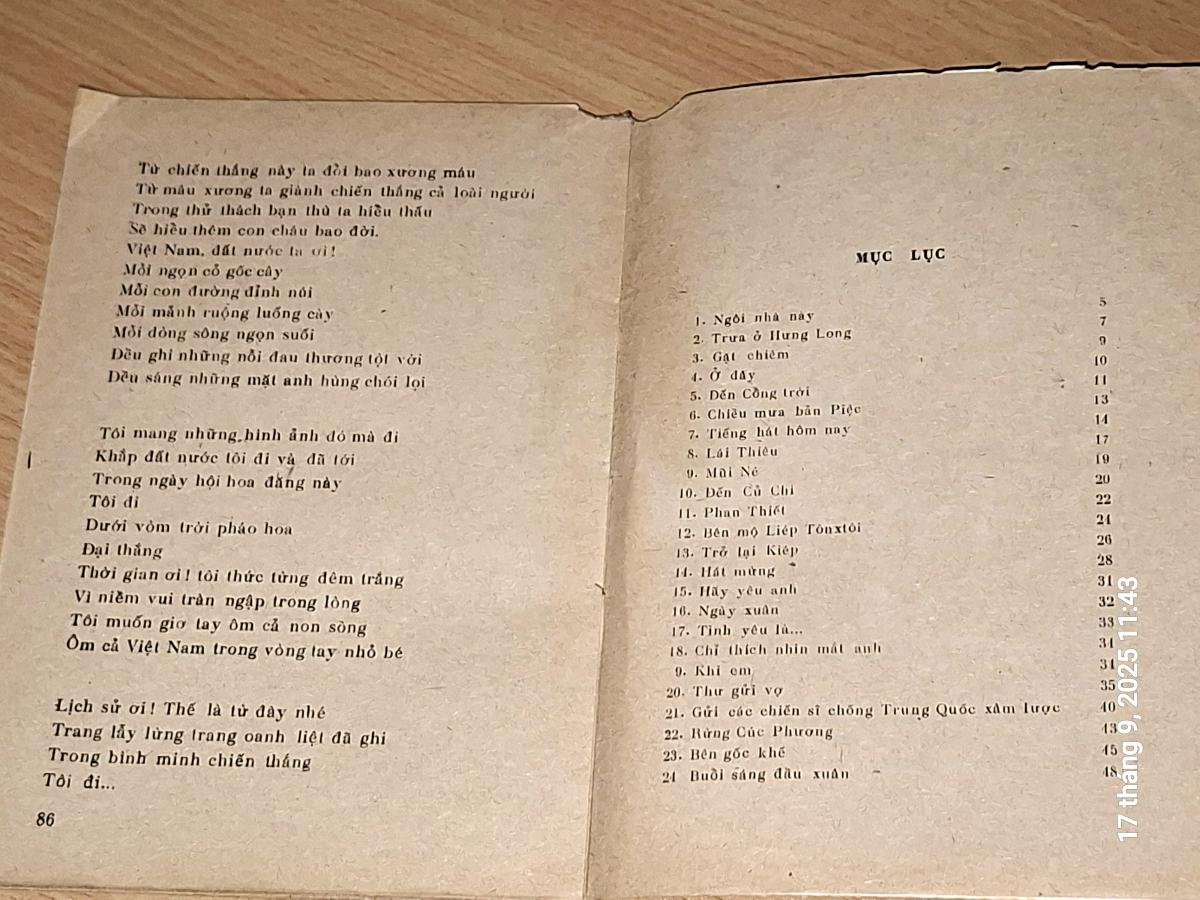 Từ chiến thắng này ta đổi bao xương máu
Từ máu xương ta giành chiến thắng cả loài người
Trong thử thách bạn thù ta hiểu thấu
Sẽ hiểu thêm con cháu bao đời.
Việt Nam, đất nước ta ơi!
Mỗi ngọn cỏ gốc cây
Mỗi con đường đỉnh núi
Mỗi mảnh ruộng luống cày
Mỗi dòng sông ngọn suối
Đều ghi những nỗi đau thương tột vời
Đều sáng những mặt anh hùng chói lọi
Tôi mang những hình ảnh đó mà đi
Khắp đất nước tôi đi và đã tới
Trong ngày hội hoa đăng này
Tôi đi
Dưới vòm trời pháo hoa
Đại thắng
Thời gian ơi! tôi thức từng đêm trắng
Vì niềm vui tràn ngập trong lòng
Tôi muốn giơ tay ôm cả non sông
Ôm cả Việt Nam trong vòng tay nhỏ bé
Lịch sử ơi! Thế là từ đây nhé
Trang lẫy lừng trang oanh liệt đã ghi
Trong bình minh chiến thắng
Tôi đi...
86
MỤC LỤC
1. Ngôi nhà này 5
2. Trưa ở Hưng Long 7
3. Gặt chiêm 9
4. Ở đây 10
5. Đến Cổng trời 11
6. Chiều mưa bản Piệc 13
7. Tiếng hát hôm nay 14
8. Lái Thiêu 17
9. Mũi Né 19
10. Đến Củ Chi 20
11. Phan Thiết 22
12. Bên mộ Liép Tônxtôi 24
13. Trở lại Kiép 26
14. Hát mừng 28
15. Hãy yêu anh 31
16. Ngày xuân 32
17. Tình yêu là... 33
18. Chỉ thích nhìn mắt anh 34
9. Khi em 34
20. Thư gửi vợ 35
21. Gửi các chiến sĩ chống Trung Quốc xâm lược 40
22. Rừng Cúc Phương 43
23. Bên gốc khế 45
24 Buổi sáng đầu xuân 48
17 tháng 9, 2025 11:43